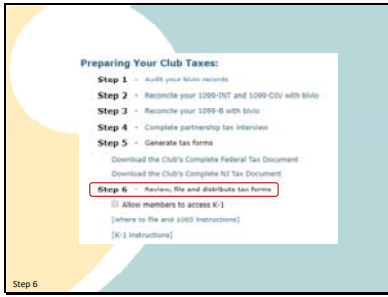 Preparing Your Club Taxes:
Step 1 - Audit your bivio records
Step 2 - Reconcile your 1099-INT and 1099-DIV with bivio
Step 3 - Reconcile your 1099-B with bivio
Step 4 - Complete partnership tax interview
Step 5 - Generate tax forms
Download the Club's Complete Federal Tax Document
Download the Club's Complete NJ Tax Document
Step 6 - Review, file and distribute tax forms
Allow members to access K-1
[where to file and 1065 instructions]
[K-1 instructions]
Step 6